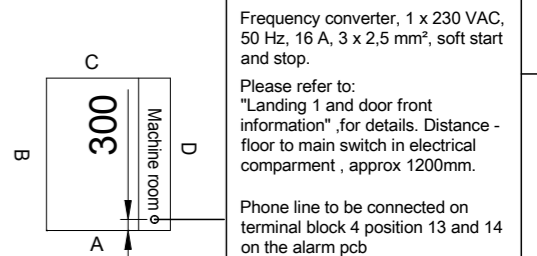 C
B
300
Machine room
D
A
Frequency converter, 1 x 230 VAC,
50 Hz, 16 A, 3 x 2,5 mm², soft start
and stop.
Please refer to:
"Landing 1 and door front
information" ,for details. Distance -
floor to main switch in electrical
comparment , approx 1200mm.
Phone line to be connected on
terminal block 4 position 13 and 14
on the alarm pcb